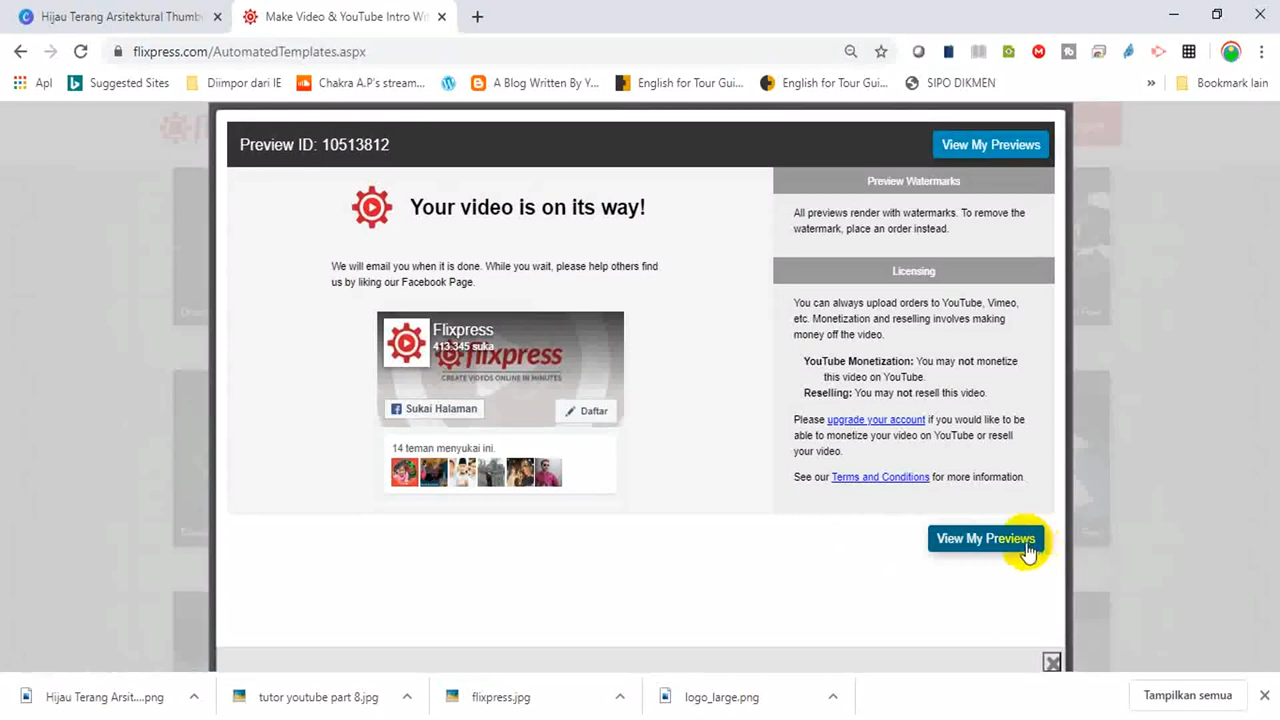 Hijau Terang Arsitektural Thumb
Make Video & YouTube Intro Wi
flixpress.com/AutomatedTemplates.aspx
Apl
Suggested Sites
Diimpor dari IE
Chakra A.P's stream...
A Blog Written By Y...
English for Tour Gui...
English for Tour Gui...
SIPO DIKMEN
Bookmark lain
Preview ID: 10513812
View My Previews
Your video is on its way!
We will email you when it is done. While you wait, please help others find
us by liking our Facebook Page.
Flixpress
413.345 suka
flixpress
CREATE VIDEOS ONLINE IN MINUTES
Sukai Halaman
Daftar
14 teman menyukai ini.
Preview Watermarks
All previews render with watermarks. To remove the
watermark, place an order instead.
Licensing
You can always upload orders to YouTube, Vimeo,
etc. Monetization and reselling involves making
money off the video.
YouTube Monetization: You may not monetize
this video on YouTube.
Reselling: You may not resell this video.
Please upgrade your account if you would like to be
able to monetize your video on YouTube or resell
your video.
See our Terms and Conditions for more information
View My Previews
Hijau Terang Arsit....png
tutor youtube part 8.jpg
flixpress.jpg
logo_large.png
Tampilkan semua